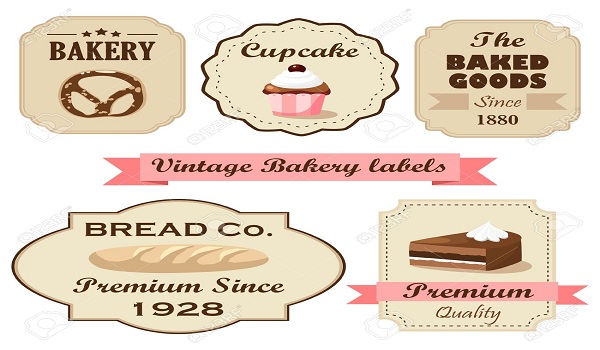 BAKERY
Cupcake
The
BAKED
GOODS
Since
1880
Vintage Bakery labels
BREAD Co.
Premium Since
1928
Premium
Quality